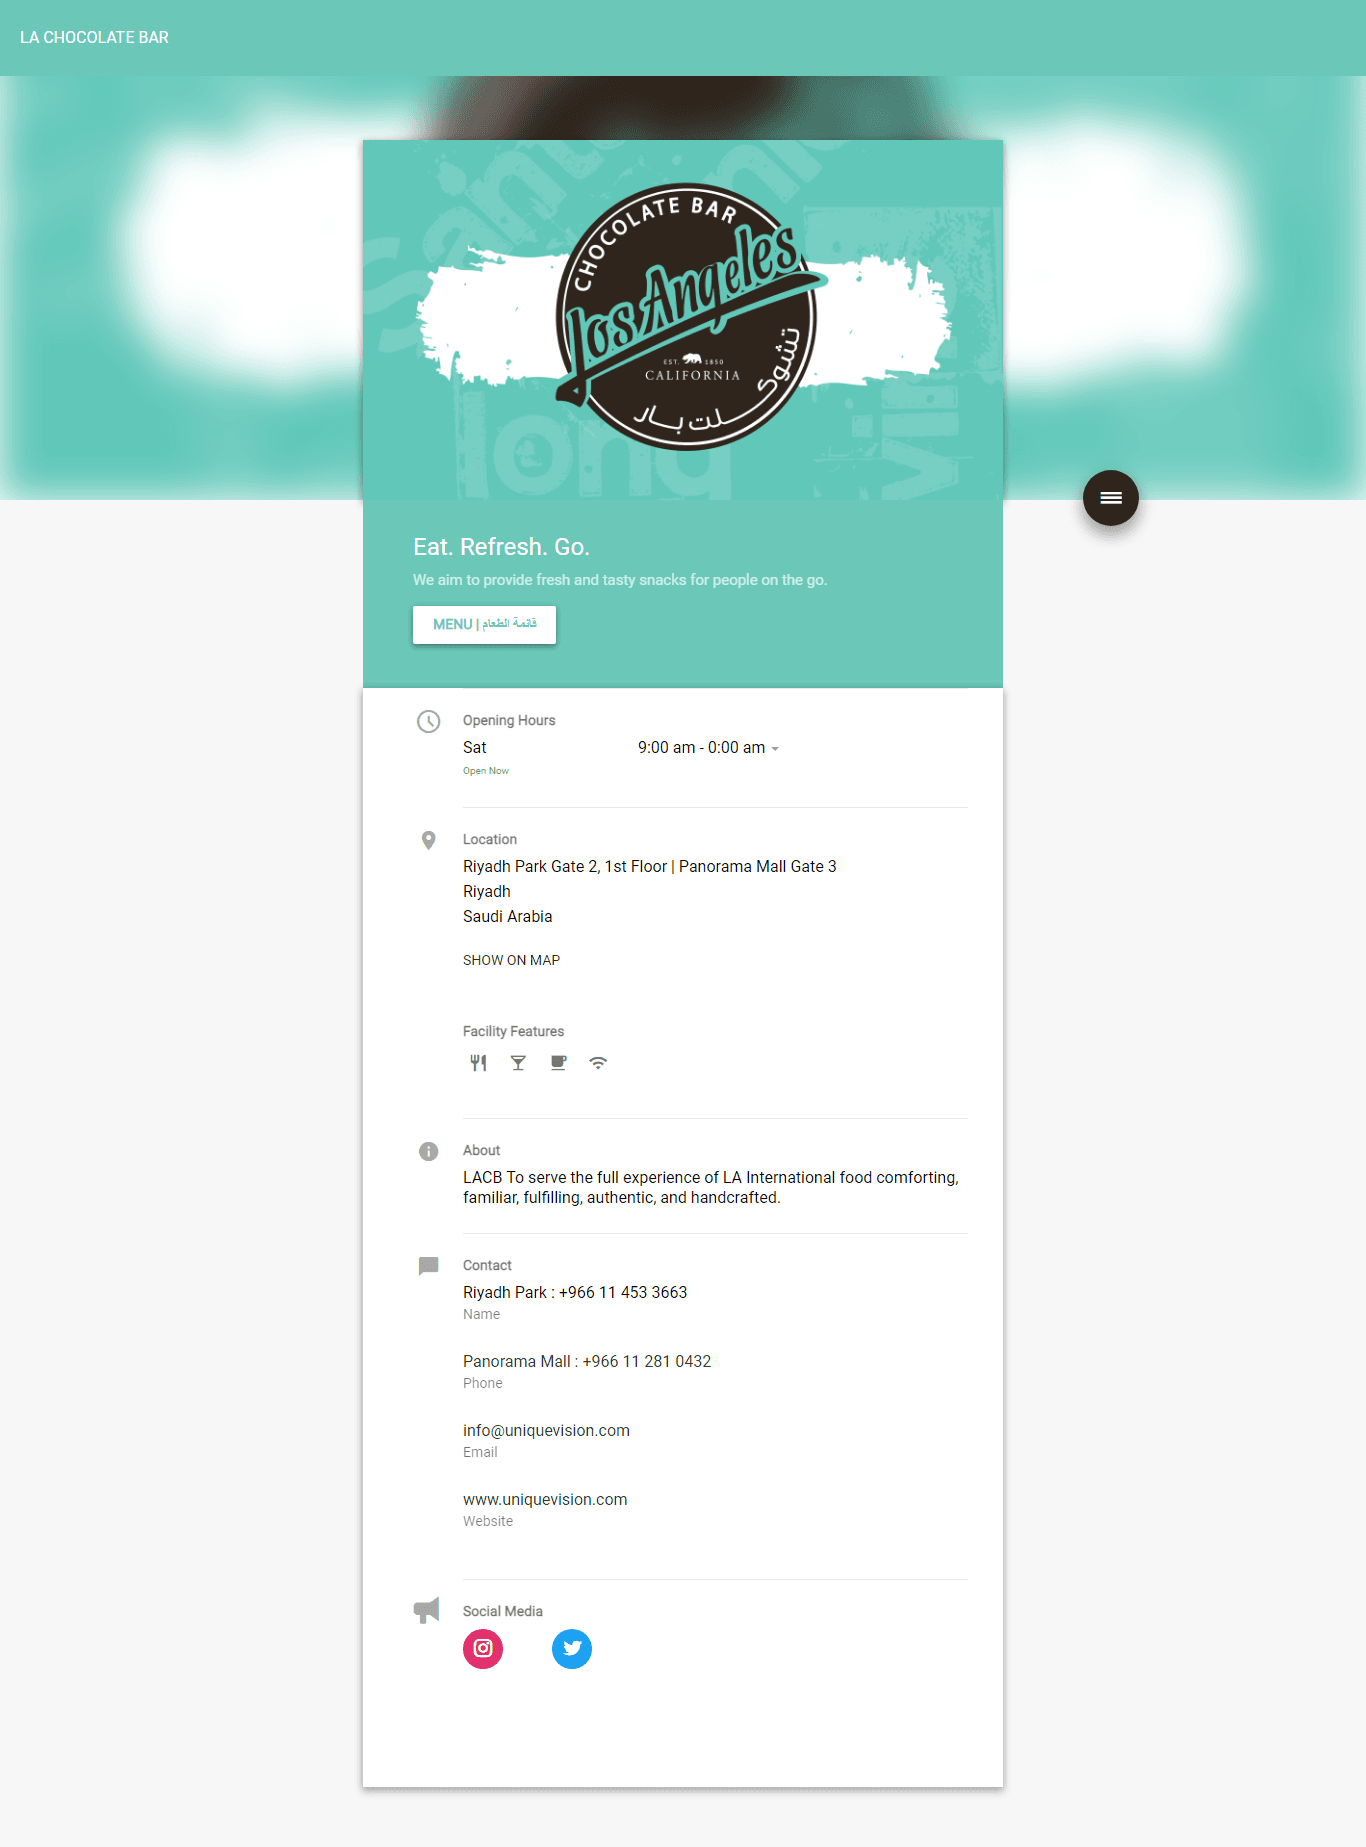 LA CHOCOLATE BAR
CHOCOLATE BAR
Los Angeles
EST. 1850
CALIFORNIA
تشوكلت بار
long
Eat. Refresh. Go.
We aim to provide fresh and tasty snacks for people on the go.
MENU | قائمة الطعام
Opening Hours
Sat 9:00 am - 0:00 am
Open Now
Location
Riyadh Park Gate 2, 1st Floor | Panorama Mall Gate 3
Riyadh
Saudi Arabia
SHOW ON MAP
Facility Features
About
LACB To serve the full experience of LA International food comforting,
familiar, fulfilling, authentic, and handcrafted.
Contact
Riyadh Park : +966 11 453 3663
Name
Panorama Mall : +966 11 281 0432
Phone
info@uniquevision.com
Email
www.uniquevision.com
Website
Social Media